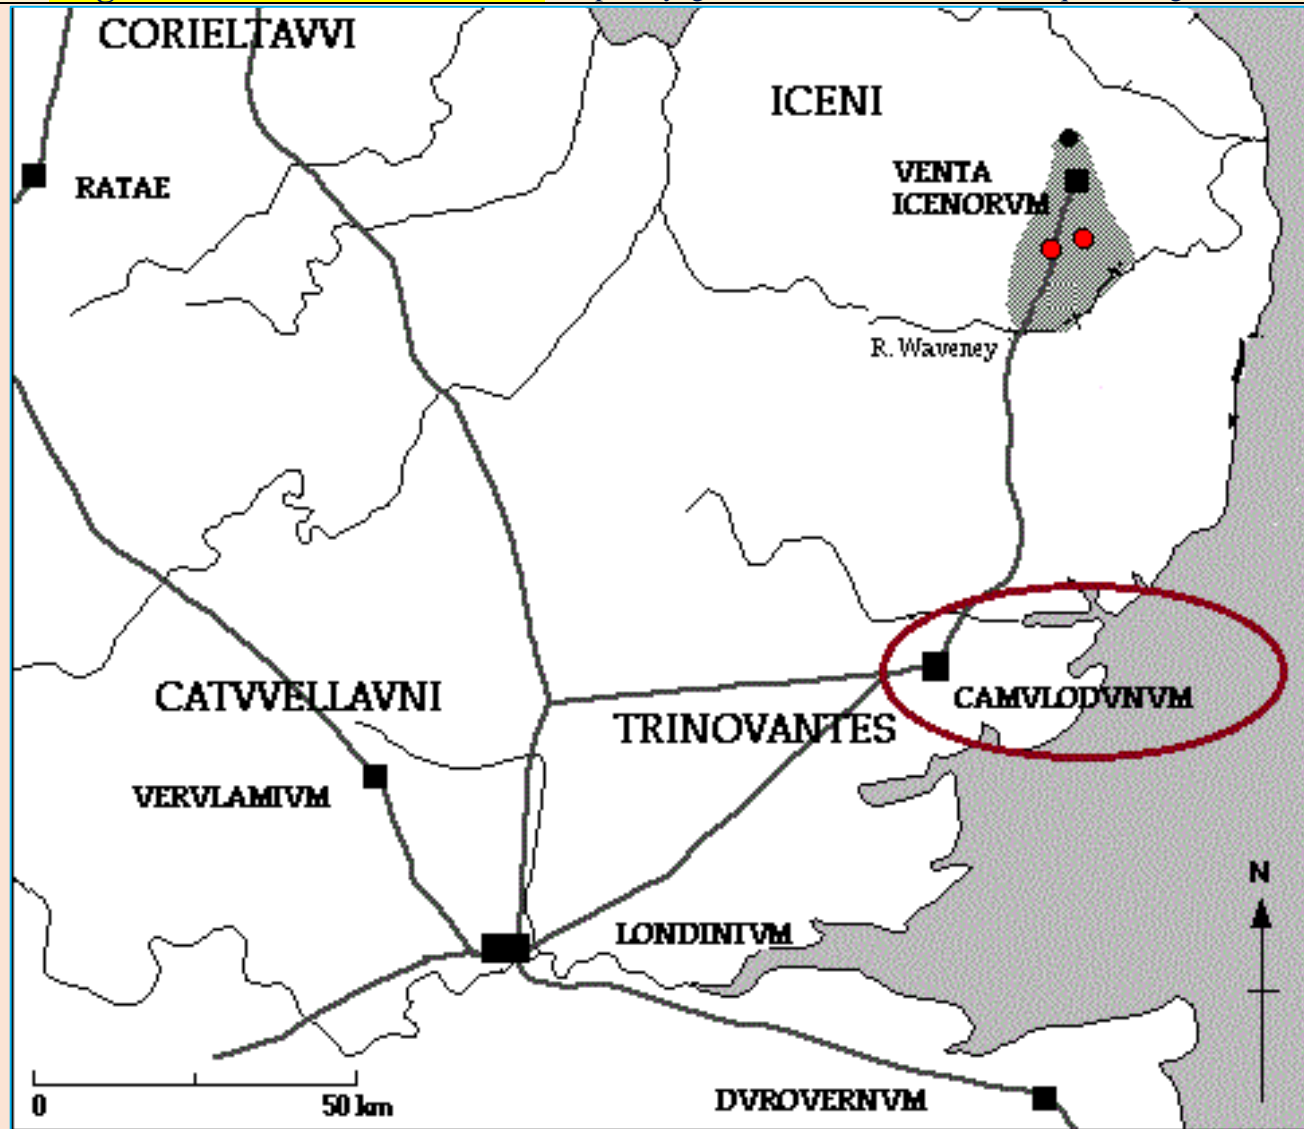 CORIELTAVVI
ICENI
VENTA
ICENORVM
RATAE
R. Waveney
CATVVELLAVNI
TRINOVANTES
CAMVLODVNVM
VERVLAMIVM
N
LONDINIVM
0 50 km
DVROVERNVM